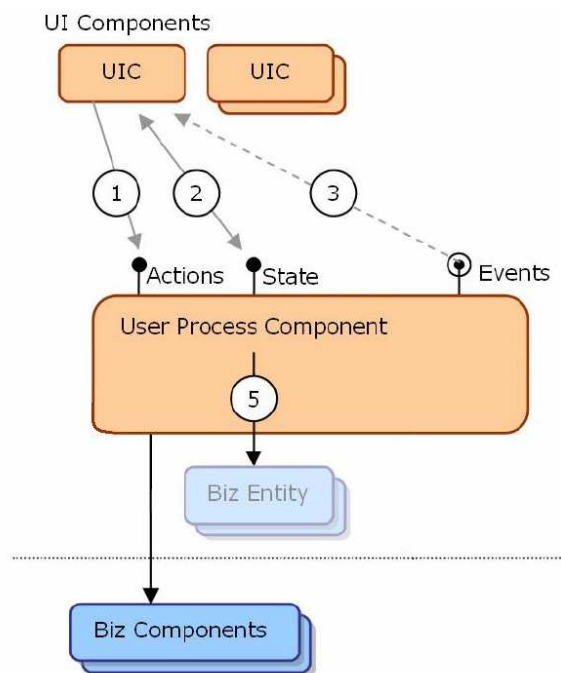 UI Components
UIC
UIC
1
2
3
Actions
State
Events
User Process Component
5
Biz Entity
Biz Components